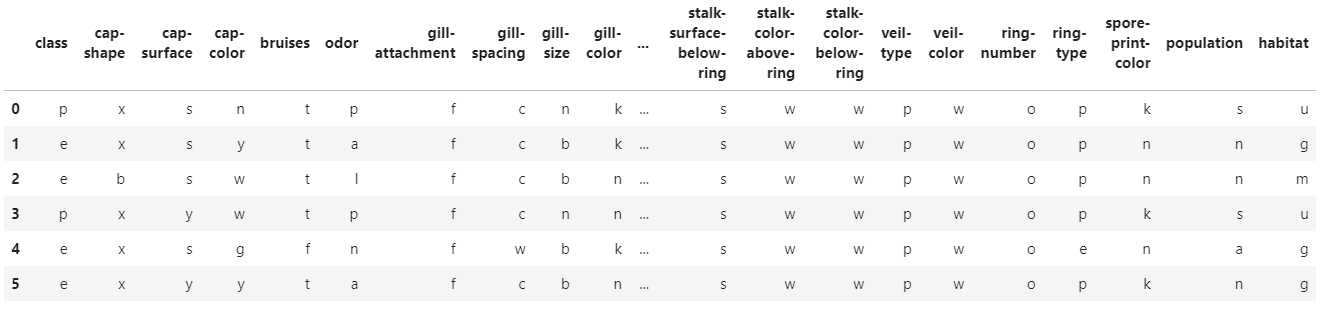 class cap-shape cap-surface cap-color bruises odor gill-attachment gill-spacing gill-size gill-color ... stalk-surface-below-ring stalk-color-above-ring stalk-color-below-ring veil-type veil-color ring-number ring-type spore-print-color population habitat
0 p x s n t p f c n k ... s w w p w o p k s u
1 e x s y t a f c b k ... s w w p w o p n n g
2 e b s w t l f c b n ... s w w p w o p n n m
3 p x y w t p f c n n ... s w w p w o p k s u
4 e x s g f n f w b k ... s w w p w o e n a g
5 e x y y t a f c b n ... s w w p w o p k n g